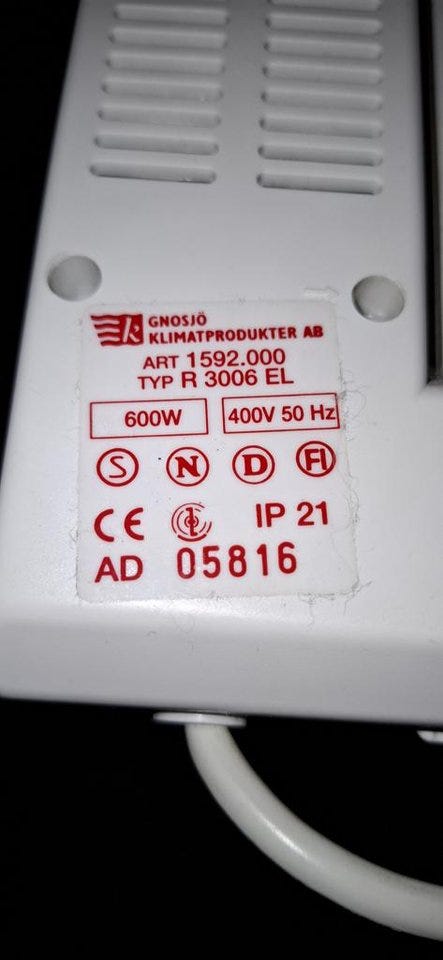 GNOSJÖ
KLIMATPRODUKTER AB
ART 1592.000
TYP R 3006 EL
600W 400V 50 Hz
S N D FI
CE IP 21
AD 05816